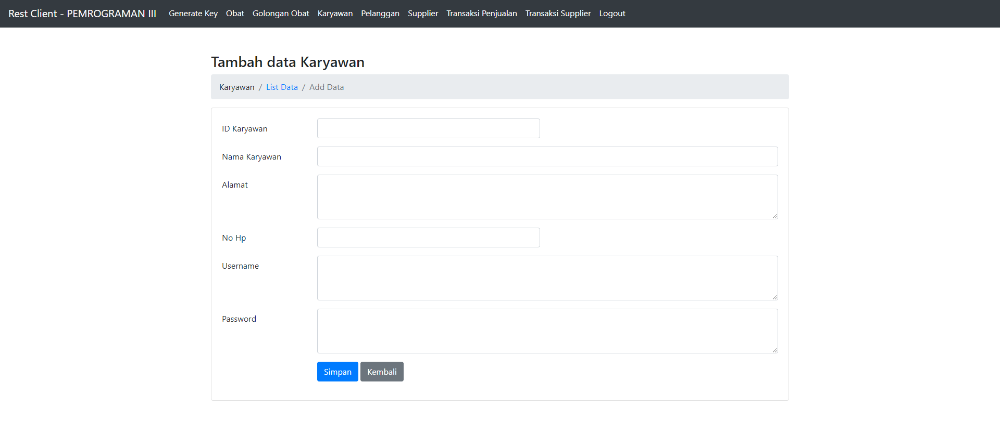 Rest Client - PEMROGRAMAN III Generate Key Obat Golongan Obat Karyawan Pelanggan Supplier Transaksi Penjualan Transaksi Supplier Logout
Tambah data Karyawan
Karyawan / List Data / Add Data
ID Karyawan
Nama Karyawan
Alamat
No Hp
Username
Password
Simpan Kembali